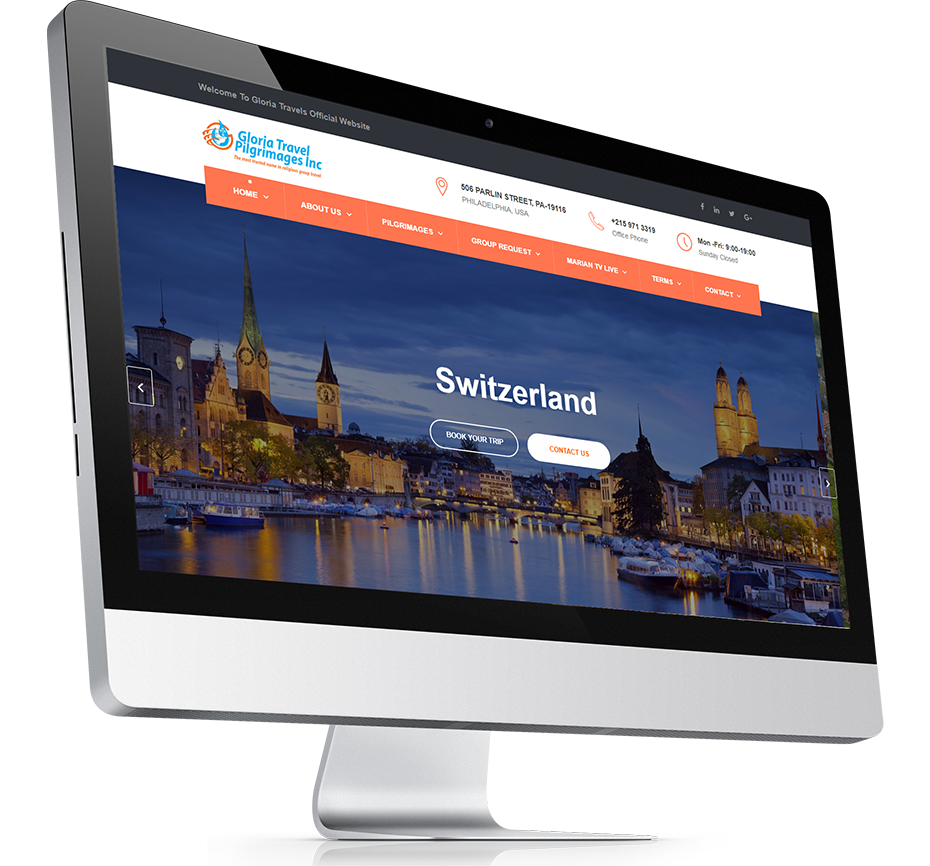 Welcome To Gloria Travels Official Website
Gloria Travel
Pilgrimages Inc
The most trusted name in religious group travel
506 PARLIN STREET, PA-19116
PHILADELPHIA, USA
+215 971 3319
Office Phone
Mon -Fri: 9:00-19:00
Sunday Closed
HOME
ABOUT US
PILGRIMAGES
GROUP REQUEST
MARIAN TV LIVE
TERMS
CONTACT
Switzerland
BOOK YOUR TRIP
CONTACT US